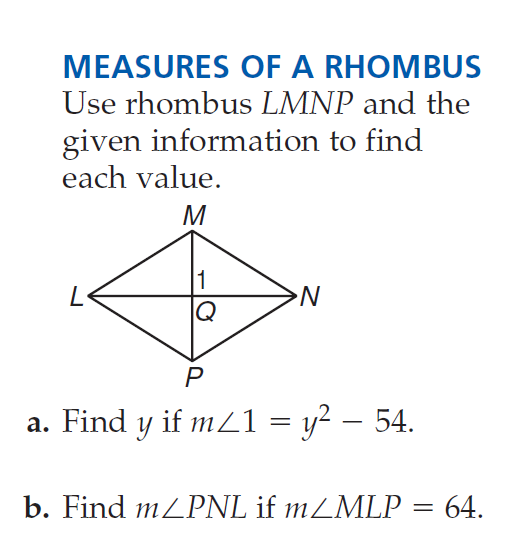 MEASURES OF A RHOMBUS
Use rhombus LMNP and the
given information to find
each value.
M
1
L
N
Q
P
a. Find y if m∠1 = y² – 54.
b. Find m∠PNL if m∠MLP = 64.